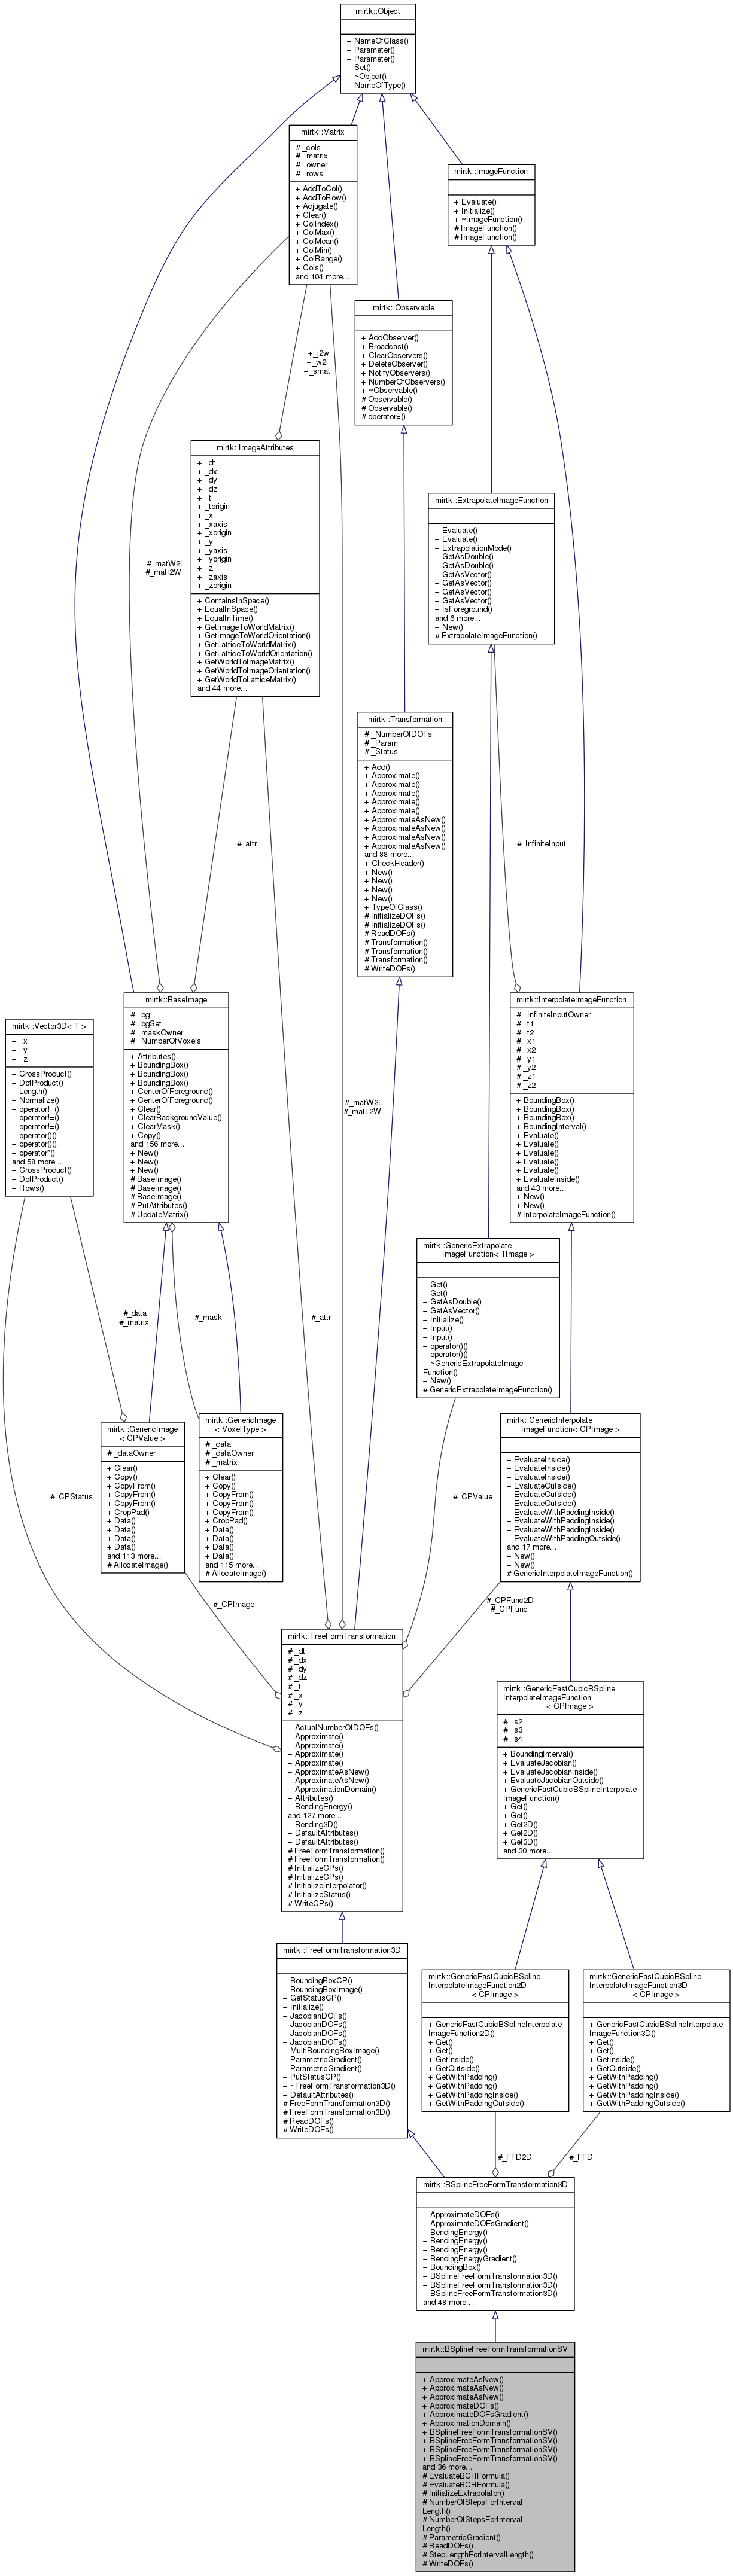 mirtk::Object
+ NameOfClass()
+ Parameter()
+ Parameter()
+ Set()
+ ~Object()
+ NameOfType()
mirtk::Matrix
# _cols
# _matrix
# _owner
# _rows
+ AddToCol()
+ AddToRow()
+ Adjugate()
+ Clear()
+ ColIndex()
+ ColMax()
+ ColMean()
+ ColMin()
+ ColRange()
+ Cols()
and 104 more...
mirtk::ImageFunction
+ Evaluate()
+ Initialize()
+ ~ImageFunction()
# ImageFunction()
# ImageFunction()
mirtk::Observable
+ AddObserver()
+ Broadcast()
+ ClearObservers()
+ DeleteObserver()
+ NotifyObservers()
+ NumberOfObservers()
+ ~Observable()
# Observable()
# Observable()
# operator=()
+_i2w
+_w2i
+_smat
mirtk::ImageAttributes
+ _dt
+ _dx
+ _dy
+ _dz
+ _t
+ _torigin
+ _x
+ _xaxis
+ _xorigin
+ _y
+ _yaxis
+ _yorigin
+ _z
+ _zaxis
+ _zorigin
+ ContainsInSpace()
+ EqualInSpace()
+ EqualInTime()
+ GetImageToWorldMatrix()
+ GetImageToWorldOrientation()
+ GetLatticeToWorldMatrix()
+ GetLatticeToWorldOrientation()
+ GetWorldToImageMatrix()
+ GetWorldToImageOrientation()
+ GetWorldToLatticeMatrix()
and 44 more...
mirtk::ExtrapolateImageFunction
+ Evaluate()
+ Evaluate()
+ ExtrapolationMode()
+ GetAsDouble()
+ GetAsDouble()
+ GetAsVector()
+ GetAsVector()
+ GetAsVector()
+ GetAsVector()
+ IsForeground()
and 6 more...
+ New()
# ExtrapolateImageFunction()
#_matW2I
#_matI2W
mirtk::Transformation
# _NumberOfDOFs
# _Param
# _Status
+ Add()
+ Approximate()
+ Approximate()
+ Approximate()
+ Approximate()
+ Approximate()
+ ApproximateAsNew()
+ ApproximateAsNew()
+ ApproximateAsNew()
+ ApproximateAsNew()
and 88 more...
+ CheckHeader()
+ New()
+ New()
+ New()
+ New()
+ TypeOfClass()
# InitializeDOFs()
# InitializeDOFs()
# ReadDOFs()
# Transformation()
# Transformation()
# Transformation()
# WriteDOFs()
#_attr
#_InfiniteInput
mirtk::BaseImage
# _bg
# _bgSet
# _maskOwner
# _NumberOfVoxels
+ Attributes()
+ BoundingBox()
+ BoundingBox()
+ BoundingBox()
+ CenterOfForeground()
+ CenterOfForeground()
+ Clear()
+ ClearBackgroundValue()
+ ClearMask()
+ Copy()
and 156 more...
+ New()
+ New()
+ New()
# BaseImage()
# BaseImage()
# BaseImage()
# PutAttributes()
# UpdateMatrix()
mirtk::InterpolateImageFunction
# _InfiniteInputOwner
# _t1
# _t2
# _x1
# _x2
# _y1
# _y2
# _z1
# _z2
+ BoundingBox()
+ BoundingBox()
+ BoundingBox()
+ BoundingInterval()
+ Evaluate()
+ Evaluate()
+ Evaluate()
+ Evaluate()
+ Evaluate()
+ EvaluateInside()
and 43 more...
+ New()
+ New()
# InterpolateImageFunction()
mirtk::Vector3D< T >
+ _x
+ _y
+ _z
+ CrossProduct()
+ DotProduct()
+ Length()
+ Normalize()
+ operator!=()
+ operator!=()
+ operator!=()
+ operator()()
+ operator()()
+ operator*()
and 58 more...
+ CrossProduct()
+ DotProduct()
+ Rows()
#_matW2L
#_matL2W
mirtk::GenericExtrapolate
ImageFunction< TImage >
+ Get()
+ Get()
+ GetAsDouble()
+ GetAsVector()
+ Initialize()
+ Input()
+ Input()
+ operator()()
+ operator()()
+ ~GenericExtrapolateImage
Function()
+ New()
# GenericExtrapolateImageFunction()
#_data
#_matrix
#_mask
#_attr
mirtk::GenericImage
< CPValue >
# _dataOwner
+ Clear()
+ Copy()
+ CopyFrom()
+ CopyFrom()
+ CopyFrom()
+ CropPad()
+ Data()
+ Data()
+ Data()
+ Data()
and 113 more...
# AllocateImage()
mirtk::GenericImage
< VoxelType >
# _data
# _dataOwner
# _matrix
+ Clear()
+ Copy()
+ CopyFrom()
+ CopyFrom()
+ CopyFrom()
+ CropPad()
+ Data()
+ Data()
+ Data()
+ Data()
and 115 more...
# AllocateImage()
mirtk::GenericInterpolate
ImageFunction< CPImage >
+ EvaluateInside()
+ EvaluateInside()
+ EvaluateInside()
+ EvaluateOutside()
+ EvaluateOutside()
+ EvaluateOutside()
+ EvaluateWithPaddingInside()
+ EvaluateWithPaddingInside()
+ EvaluateWithPaddingInside()
+ EvaluateWithPaddingOutside()
and 17 more...
+ New()
+ New()
# GenericInterpolateImageFunction()
#_CPStatus
#_CPValue
#_CPImage
#_CPFunc2D
#_CPFunc
mirtk::FreeFormTransformation
# _dt
# _dx
# _dy
# _dz
# _t
# _x
# _y
# _z
+ ActualNumberOfDOFs()
+ Approximate()
+ Approximate()
+ Approximate()
+ Approximate()
+ ApproximateAsNew()
+ ApproximateAsNew()
+ ApproximationDomain()
+ Attributes()
+ BendingEnergy()
and 127 more...
+ Bending3D()
+ DefaultAttributes()
+ DefaultAttributes()
# FreeFormTransformation()
# FreeFormTransformation()
# InitializeCPs()
# InitializeCPs()
# InitializeInterpolator()
# InitializeStatus()
# WriteCPs()
mirtk::GenericFastCubicBSpline
InterpolateImageFunction
< CPImage >
# _s2
# _s3
# _s4
+ BoundingInterval()
+ EvaluateJacobian()
+ EvaluateJacobianInside()
+ EvaluateJacobianOutside()
+ GenericFastCubicBSplineInterpolate
ImageFunction()
+ Get()
+ Get()
+ Get2D()
+ Get2D()
+ Get3D()
and 30 more...
mirtk::FreeFormTransformation3D
+ BoundingBoxCP()
+ BoundingBoxImage()
+ GetStatusCP()
+ Initialize()
+ JacobianDOFs()
+ JacobianDOFs()
+ JacobianDOFs()
+ JacobianDOFs()
+ MultiBoundingBoxImage()
+ ParametricGradient()
+ ParametricGradient()
+ PutStatusCP()
+ ~FreeFormTransformation3D()
+ DefaultAttributes()
# FreeFormTransformation3D()
# FreeFormTransformation3D()
# ReadDOFs()
# WriteDOFs()
mirtk::GenericFastCubicBSpline
InterpolateImageFunction2D
< CPImage >
+ GenericFastCubicBSplineInterpolate
ImageFunction2D()
+ Get()
+ Get()
+ GetInside()
+ GetOutside()
+ GetWithPadding()
+ GetWithPadding()
+ GetWithPaddingInside()
+ GetWithPaddingOutside()
mirtk::GenericFastCubicBSpline
InterpolateImageFunction3D
< CPImage >
+ GenericFastCubicBSplineInterpolate
ImageFunction3D()
+ Get()
+ Get()
+ GetInside()
+ GetOutside()
+ GetWithPadding()
+ GetWithPadding()
+ GetWithPaddingInside()
+ GetWithPaddingOutside()
#_FFD2D
#_FFD
mirtk::BSplineFreeFormTransformation3D
+ ApproximateDOFs()
+ ApproximateDOFsGradient()
+ BendingEnergy()
+ BendingEnergy()
+ BendingEnergy()
+ BendingEnergyGradient()
+ BoundingBox()
+ BSplineFreeFormTransformation3D()
+ BSplineFreeFormTransformation3D()
+ BSplineFreeFormTransformation3D()
and 48 more...
mirtk::BSplineFreeFormTransformationSV
+ ApproximateAsNew()
+ ApproximateAsNew()
+ ApproximateAsNew()
+ ApproximateDOFs()
+ ApproximateDOFsGradient()
+ ApproximationDomain()
+ BSplineFreeFormTransformationSV()
+ BSplineFreeFormTransformationSV()
+ BSplineFreeFormTransformationSV()
+ BSplineFreeFormTransformationSV()
and 36 more...
# EvaluateBCHFormula()
# EvaluateBCHFormula()
# InitializeExtrapolator()
# NumberOfStepsForInterval
Length()
# NumberOfStepsForInterval
Length()
# ParametricGradient()
# ReadDOFs()
# StepLengthForIntervalLength()
# WriteDOFs()